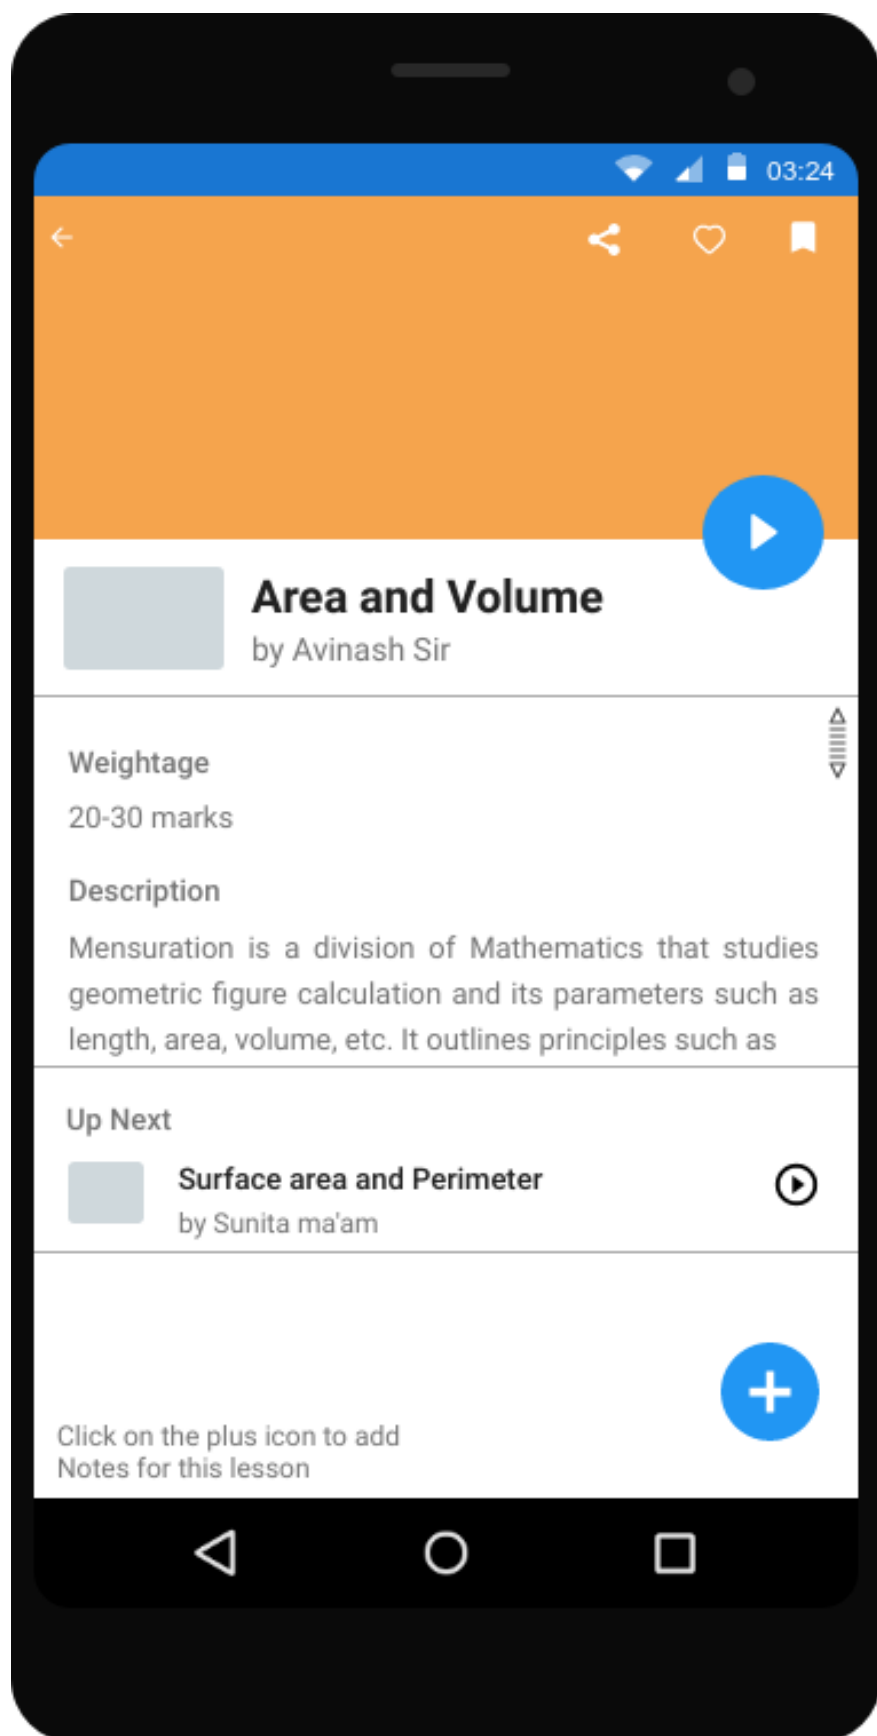 03:24
Area and Volume
by Avinash Sir
Weightage
20-30 marks
Description
Mensuration is a division of Mathematics that studies
geometric figure calculation and its parameters such as
length, area, volume, etc. It outlines principles such as
Up Next
Surface area and Perimeter
by Sunita ma'am
Click on the plus icon to add
Notes for this lesson